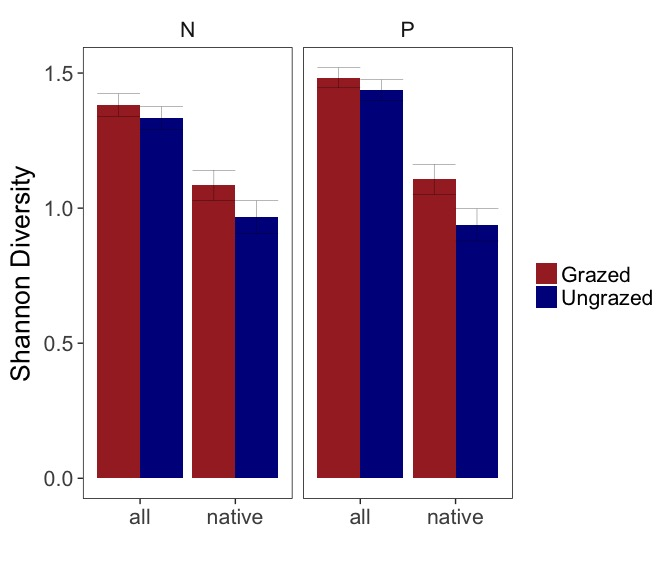 N P
Shannon Diversity
1.5
1.0
0.5
0.0
all native all native
Grazed
Ungrazed